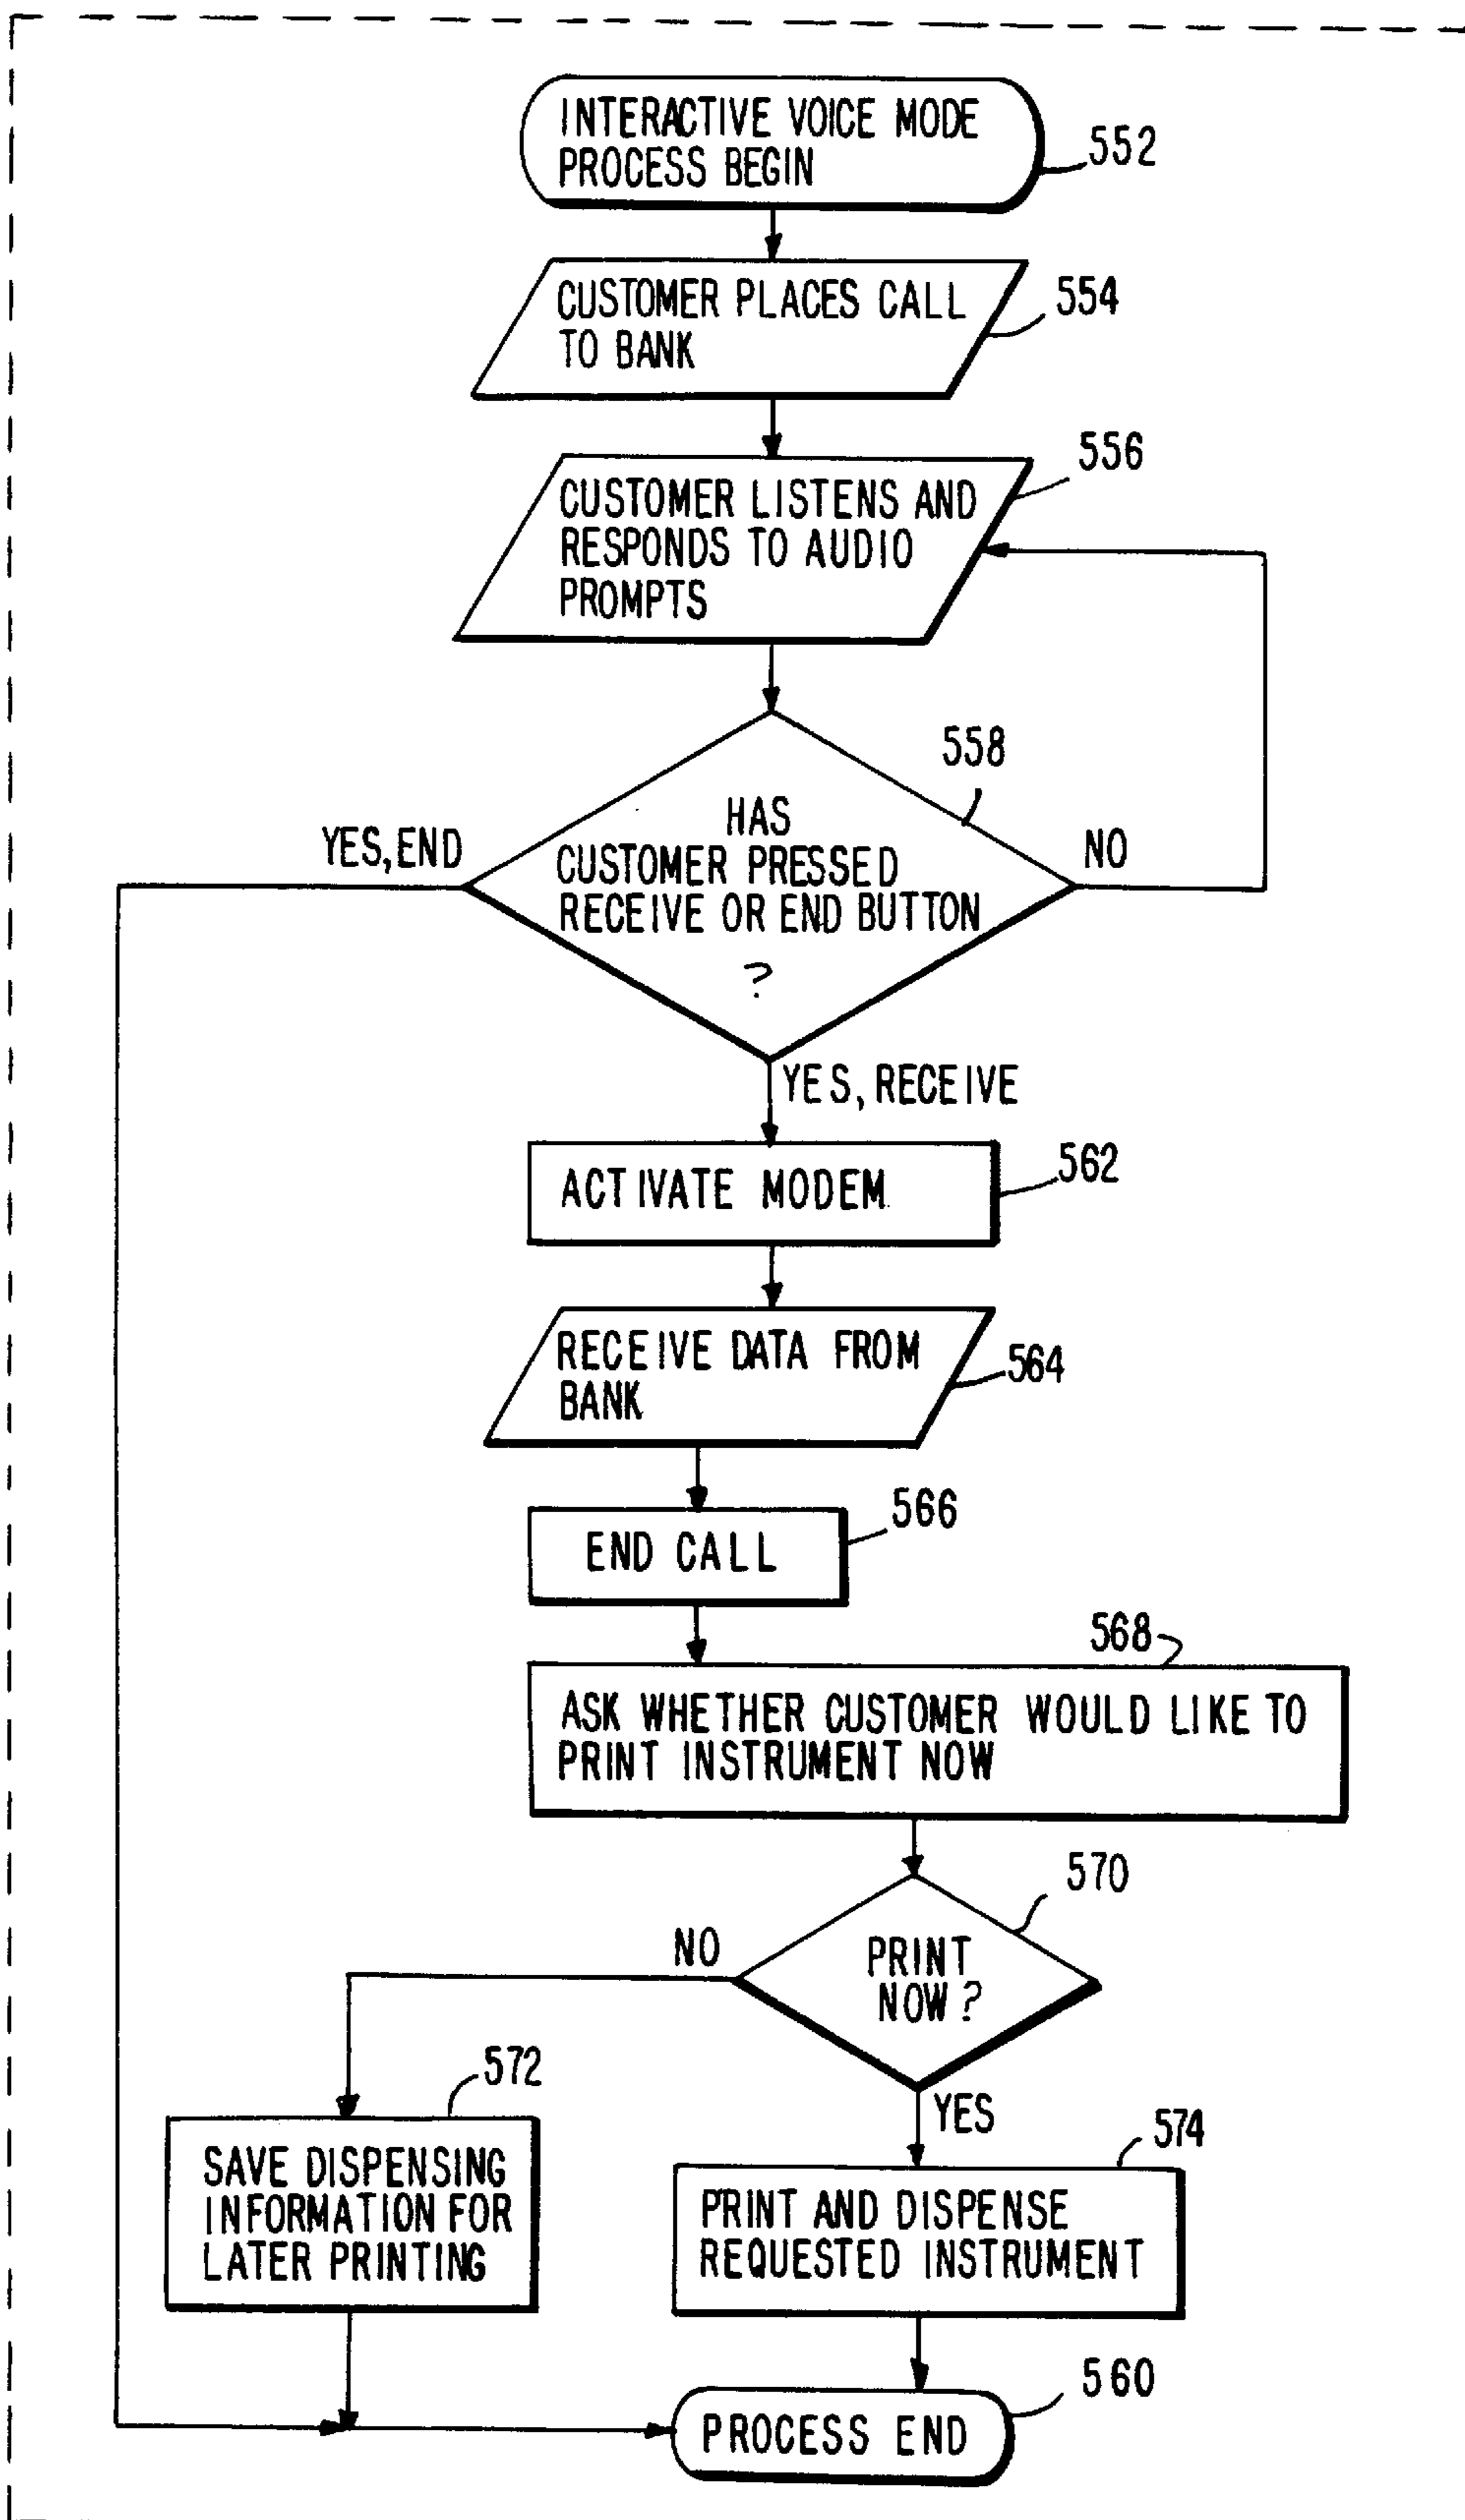 INTERACTIVE VOICE MODE
PROCESS BEGIN
552
CUSTOMER PLACES CALL
TO BANK
554
556
CUSTOMER LISTENS AND
RESPONDS TO AUDIO
PROMPTS
558
HAS
CUSTOMER PRESSED
RECEIVE OR END BUTTON
?
YES, END
NO
YES, RECEIVE
ACTIVATE MODEM
562
RECEIVE DATA FROM
BANK
564
END CALL
566
568
ASK WHETHER CUSTOMER WOULD LIKE TO
PRINT INSTRUMENT NOW
570
PRINT
NOW?
NO
YES
572
SAVE DISPENSING
INFORMATION FOR
LATER PRINTING
574
PRINT AND DISPENSE
REQUESTED INSTRUMENT
560
PROCESS END